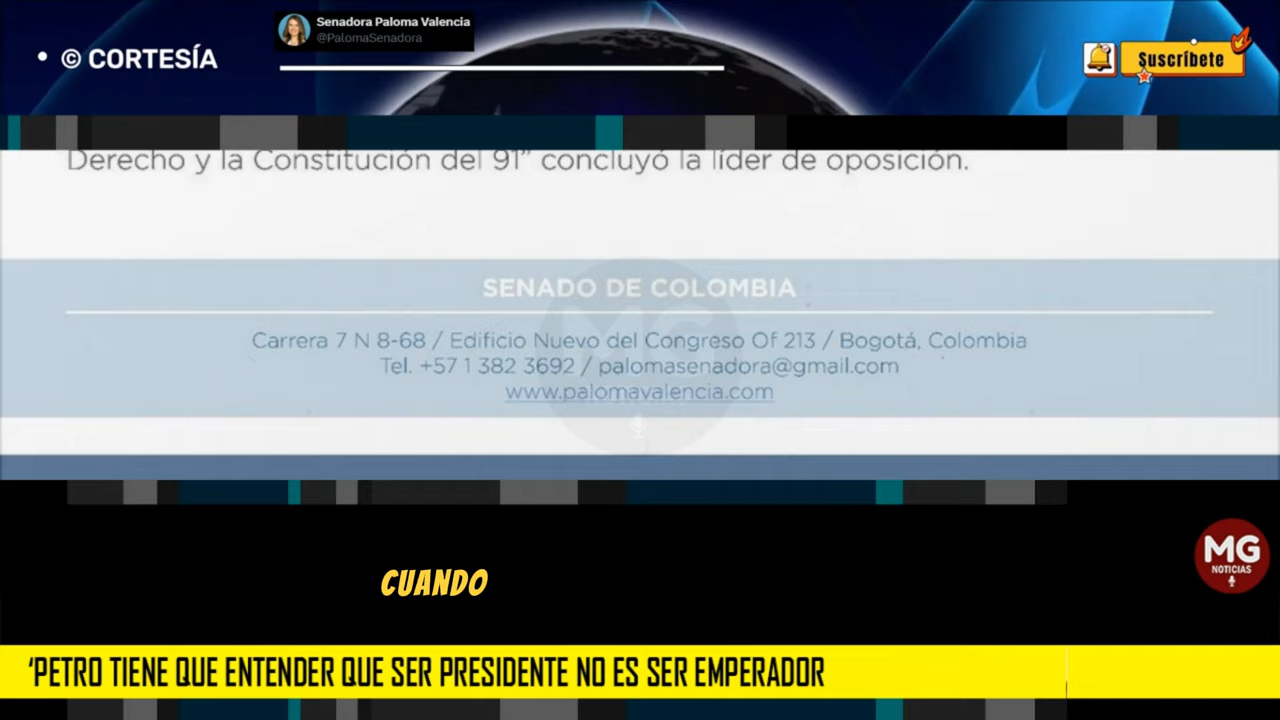 Senadora Paloma Valencia
@PalomaSenadora
• © CORTESÍA
Suscríbete
Derecho y la Constitución del 91” concluyó la líder de oposición.
SENADO DE COLOMBIA
Carrera 7 N 8-68 / Edificio Nuevo del Congreso Of 213 / Bogotá, Colombia
Tel. +57 1 382 3692 / palomasenadora@gmail.com
www.palomavalencia.com
MG
MG
NOTICIAS
CUANDO
‘PETRO TIENE QUE ENTENDER QUE SER PRESIDENTE NO ES SER EMPERADOR